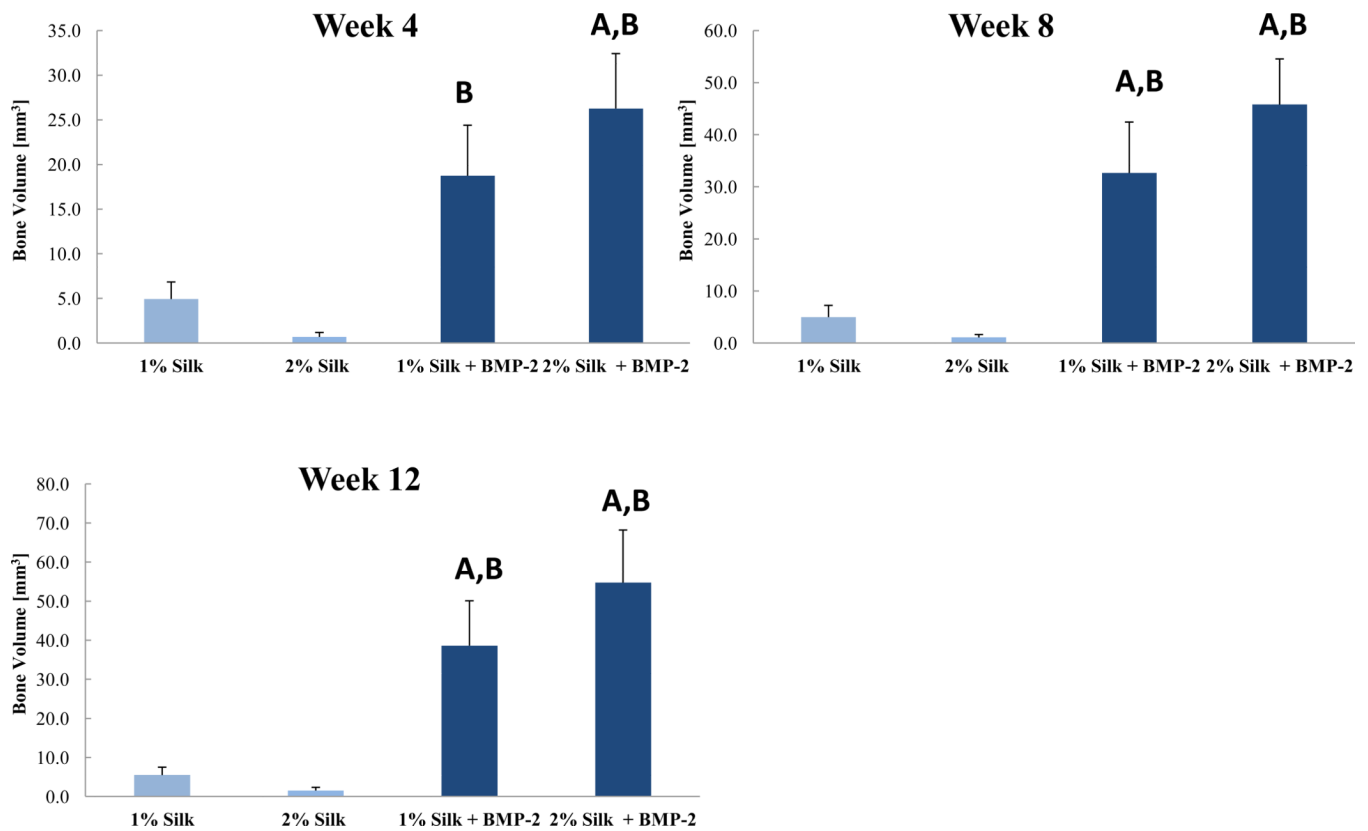 Week 4
Bone Volume [mm³]
35.0
30.0
25.0
20.0
15.0
10.0
5.0
0.0
B
A,B
1% Silk
2% Silk
1% Silk + BMP-2
2% Silk + BMP-2
Week 8
Bone Volume [mm³]
60.0
50.0
40.0
30.0
20.0
10.0
0.0
A,B
A,B
1% Silk
2% Silk
1% Silk + BMP-2
2% Silk + BMP-2
Week 12
Bone Volume [mm³]
80.0
70.0
60.0
50.0
40.0
30.0
20.0
10.0
0.0
A,B
A,B
1% Silk
2% Silk
1% Silk + BMP-2
2% Silk + BMP-2